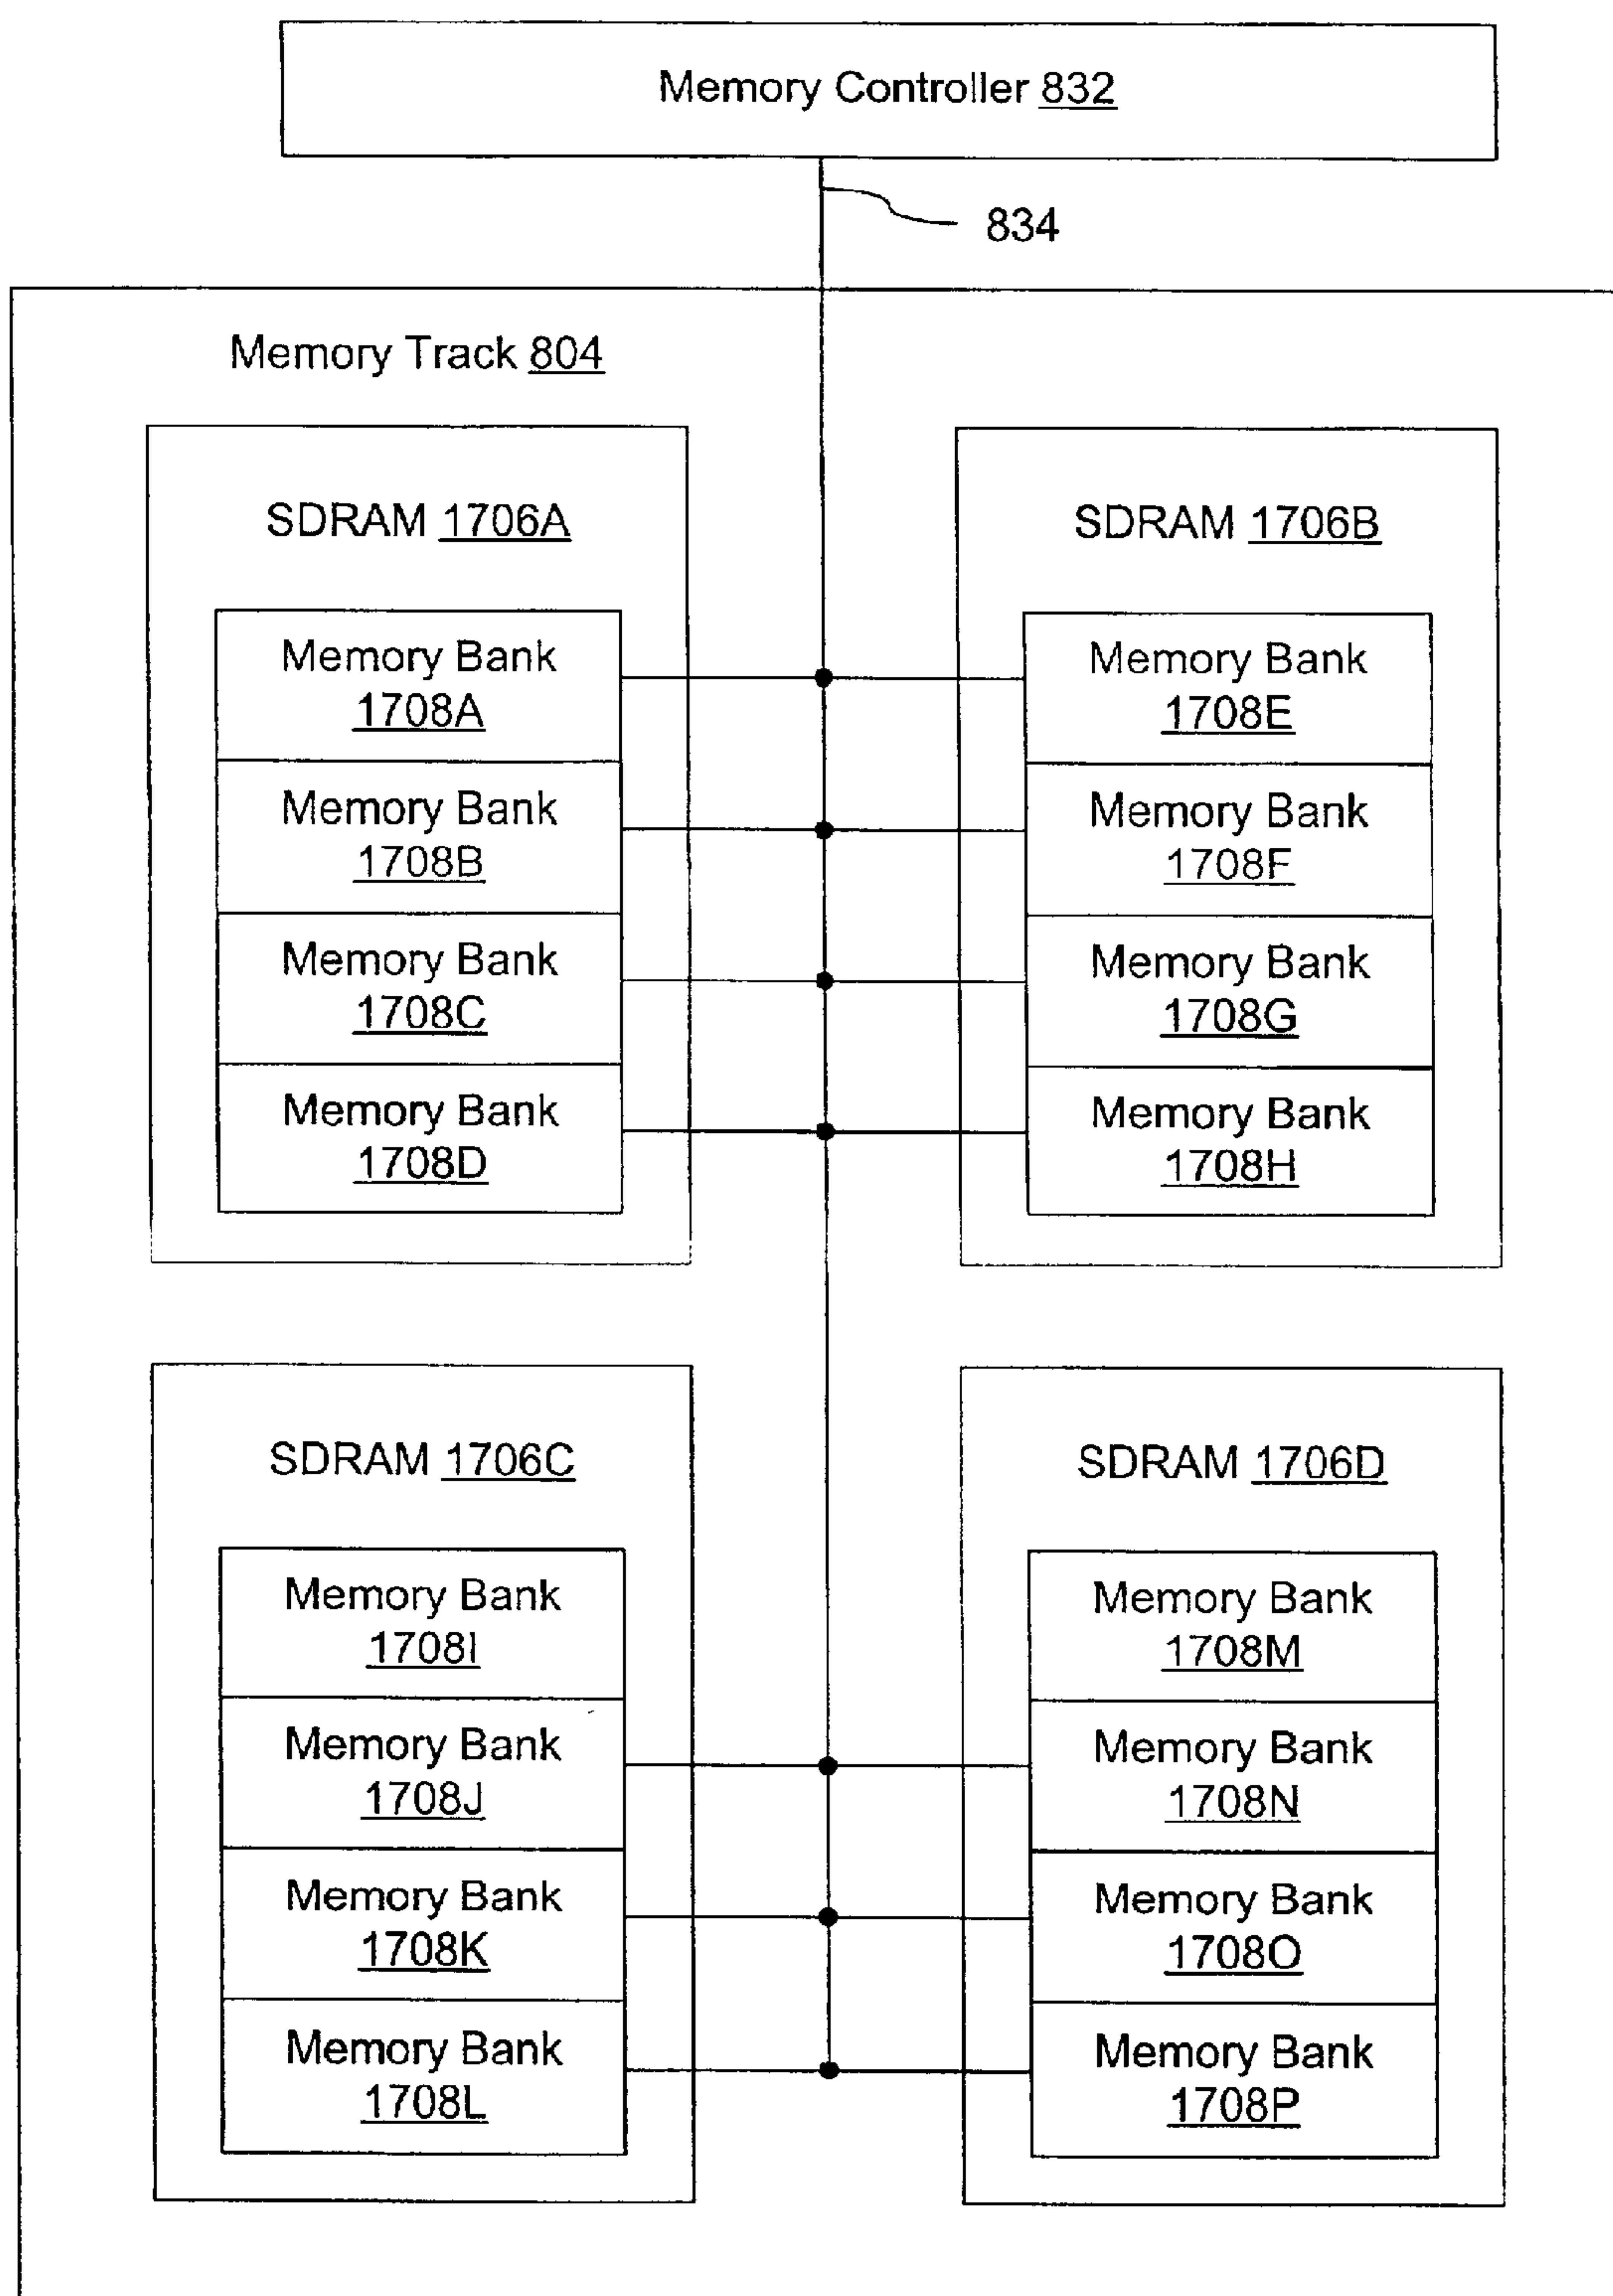 Memory Controller 832
834
Memory Track 804
SDRAM 1706A
Memory Bank
1708A
Memory Bank
1708B
Memory Bank
1708C
Memory Bank
1708D
SDRAM 1706B
Memory Bank
1708E
Memory Bank
1708F
Memory Bank
1708G
Memory Bank
1708H
SDRAM 1706C
Memory Bank
1708I
Memory Bank
1708J
Memory Bank
1708K
Memory Bank
1708L
SDRAM 1706D
Memory Bank
1708M
Memory Bank
1708N
Memory Bank
1708O
Memory Bank
1708P